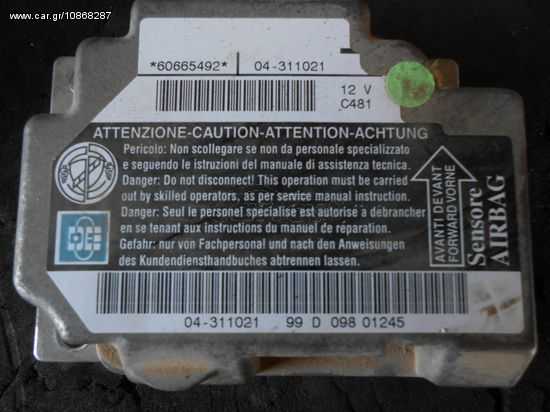 www.car.gr/10868287
*60665492* 04-311021
12 V
C481
ATTENZIONE-CAUTION-ATTENTION-ACHTUNG
Pericolo: Non scollegare se non da personale specializzato
e seguendo le istruzioni del manuale di assistenza tecnica.
Danger: Do not disconnect! This operation must be carried
out by skilled operators, as per service manual instruction.
Danger: Seul le personel spécialisé est autorisé à débrancher
en se tenant aux instructions du manuel de réparation.
Gefahr: nur von Fachpersonal und nach den Anweisungen
des Kundendiensthandbuches abtrennen lassen.
AVANTI DEVANT
FORWARD VORNE
Sensore
AIRBAG
04-311021 99 D 098 01245